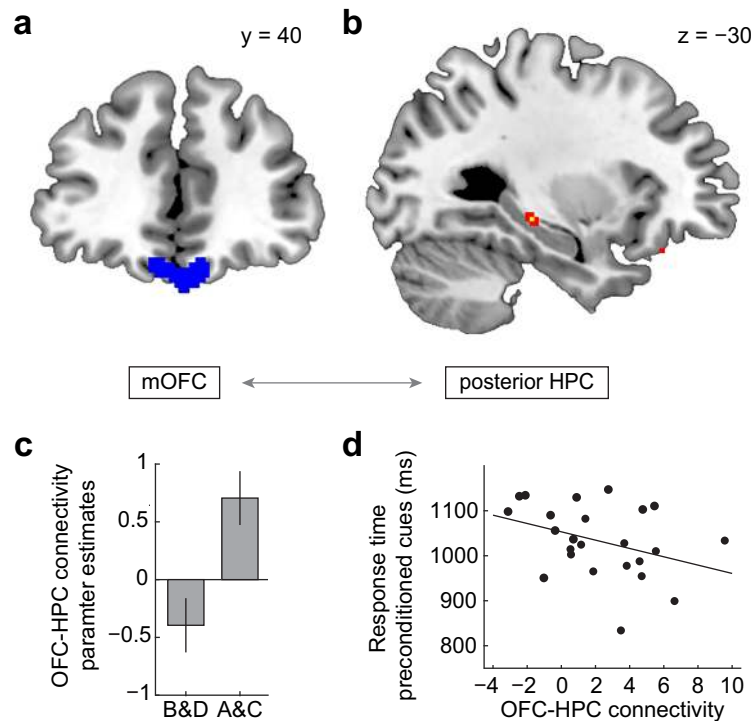 a
y = 40
b
z = −30
mOFC
posterior HPC
c
OFC-HPC connectivity
paramter estimates
1
0.5
0
−0.5
−1
B&D
A&C
d
Response time
preconditioned cues (ms)
1100
1000
900
800
−4 −2 0 2 4 6 8 10
OFC-HPC connectivity